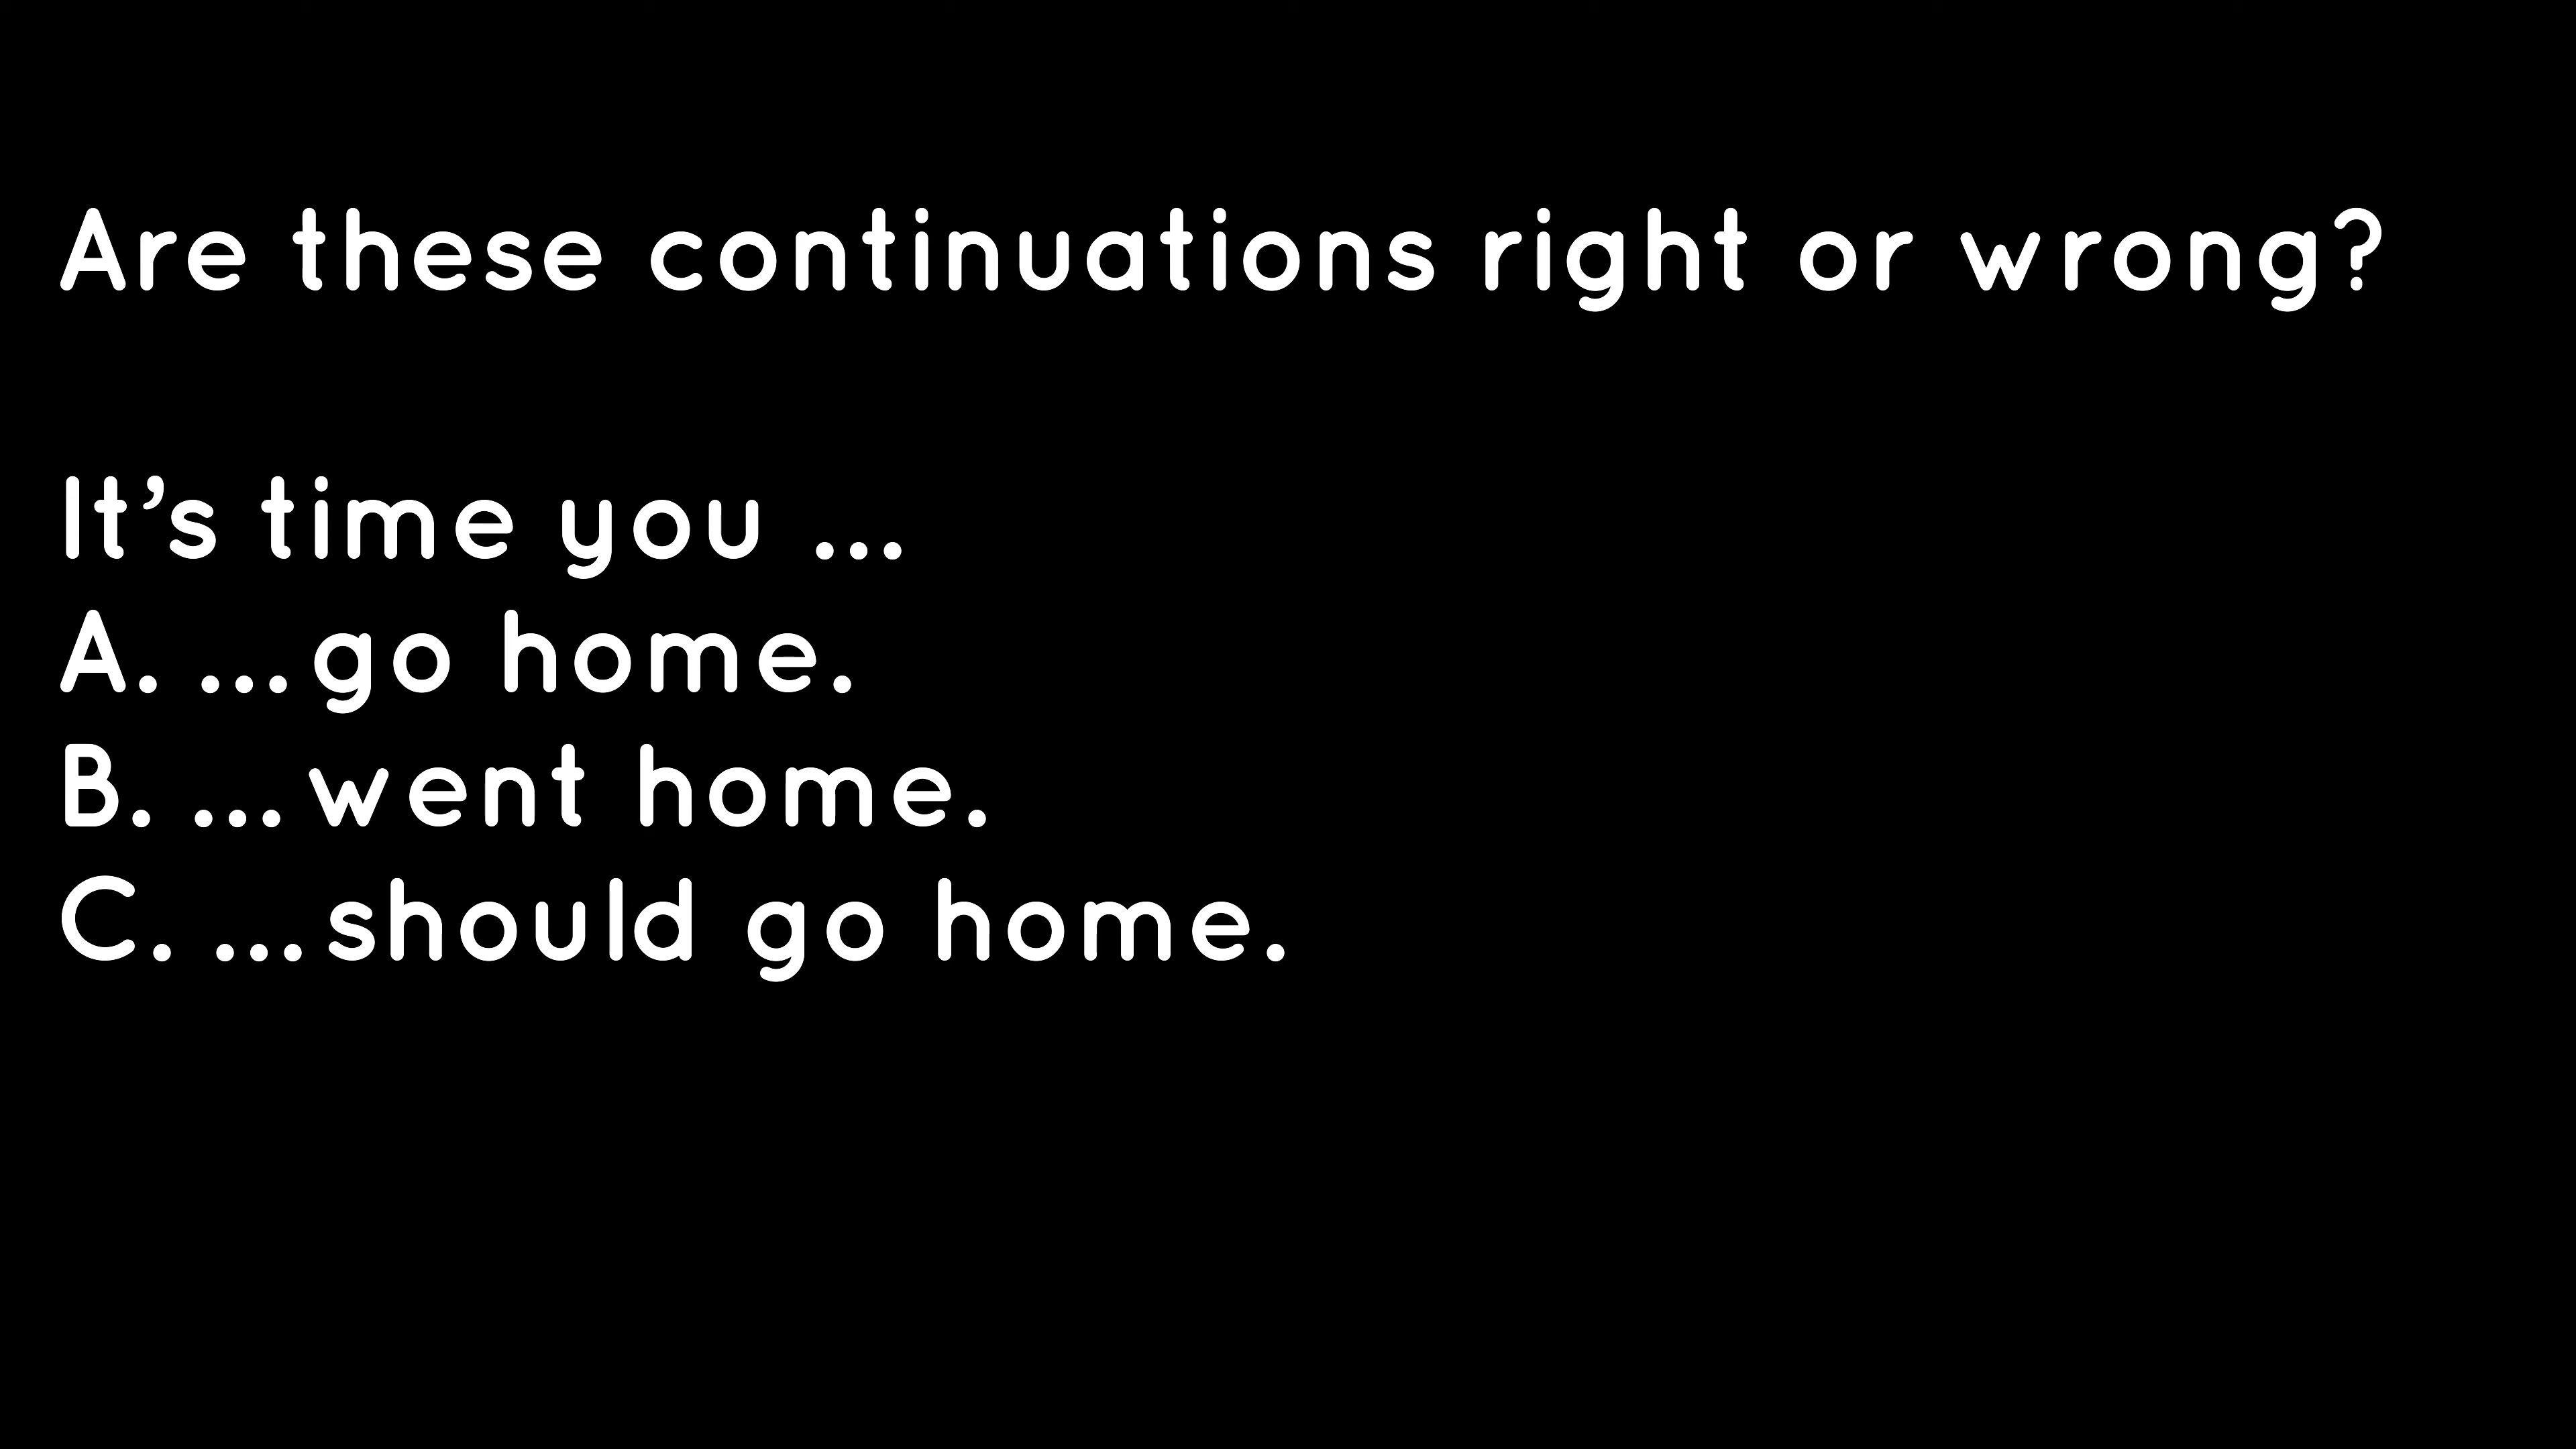 Are these continuations right or wrong?
It’s time you ...
A. ...go home.
B. ...went home.
C. ...should go home.